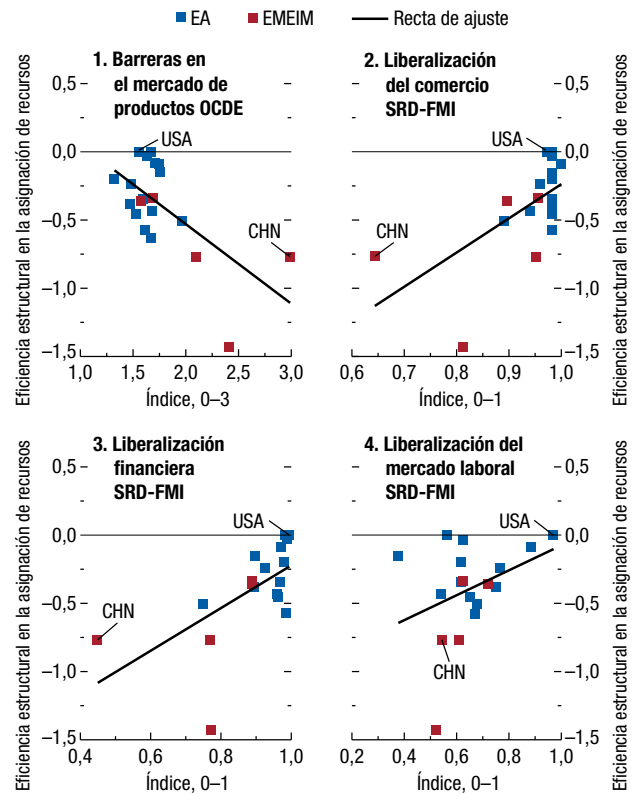 EA EMEIM Recta de ajuste
1. Barreras en
el mercado de
productos OCDE
Eficiencia estructural en la asignación de recursos
0,5
0,0
–0,5
–1,0
–1,5
USA
CHN
1,0 1,5 2,0 2,5 3,0
Índice, 0–3
2. Liberalización
del comercio
SRD-FMI
0,5
0,0
–0,5
–1,0
–1,5
Eficiencia estructural en la asignación de recursos
USA
CHN
0,6 0,7 0,8 0,9 1,0
Índice, 0–1
3. Liberalización
financiera
SRD-FMI
Eficiencia estructural en la asignación de recursos
0,5
0,0
–0,5
–1,0
–1,5
USA
CHN
0,4 0,6 0,8 1,0
Índice, 0–1
4. Liberalización del
mercado laboral
SRD-FMI
0,5
0,0
–0,5
–1,0
–1,5
Eficiencia estructural en la asignación de recursos
USA
CHN
0,2 0,4 0,6 0,8 1,0
Índice, 0–1